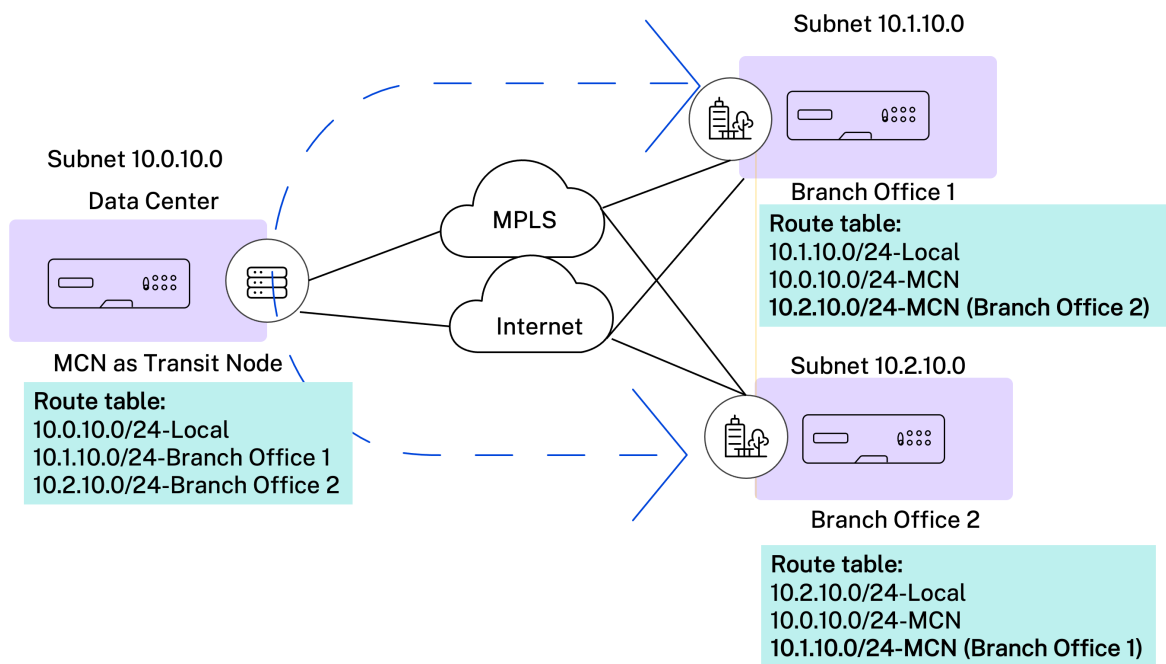 Subnet 10.0.10.0
Data Center
MCN as Transit Node
Route table:
10.0.10.0/24-Local
10.1.10.0/24-Branch Office 1
10.2.10.0/24-Branch Office 2
MPLS
Internet
Subnet 10.1.10.0
Branch Office 1
Route table:
10.1.10.0/24-Local
10.0.10.0/24-MCN
10.2.10.0/24-MCN (Branch Office 2)
Subnet 10.2.10.0
Branch Office 2
Route table:
10.2.10.0/24-Local
10.0.10.0/24-MCN
10.1.10.0/24-MCN (Branch Office 1)